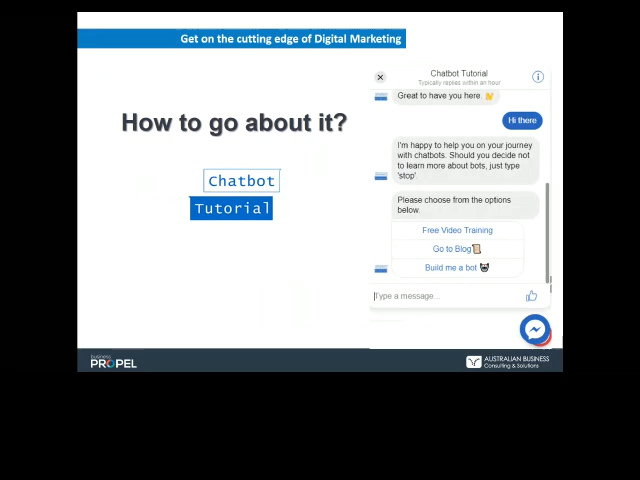 Get on the cutting edge of Digital Marketing
How to go about it?
Chatbot
Tutorial
Chatbot Tutorial
Typically replies within an hour
Great to have you here.
Hi there
I'm happy to help you on your journey
with chatbots. Should you decide not
to learn more about bots, just type
'stop'
Please choose from the options
below.
Free Video Training
Go to Blog
Build me a bot
Type a message...
business
PROPEL
AUSTRALIAN BUSINESS
Consulting & Solutions